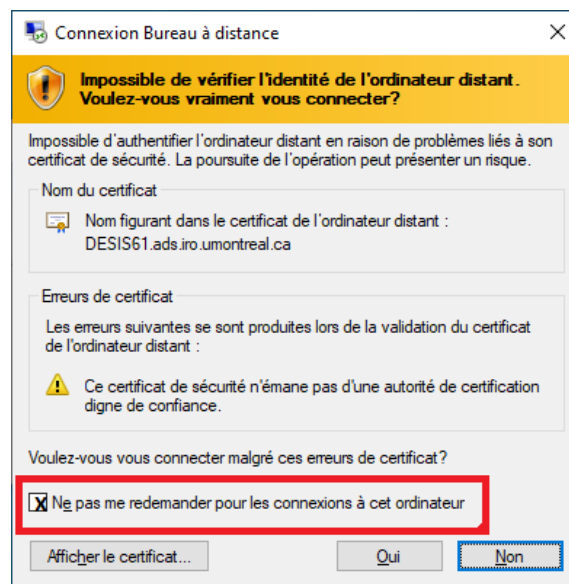 Connexion Bureau à distance
Impossible de vérifier l'identité de l'ordinateur distant.
Voulez-vous vraiment vous connecter?
Impossible d'authentifier l'ordinateur distant en raison de problèmes liés à son
certificat de sécurité. La poursuite de l'opération peut présenter un risque.
Nom du certificat
Nom figurant dans le certificat de l'ordinateur distant :
DESIS61.ads.iro.umontreal.ca
Erreurs de certificat
Les erreurs suivantes se sont produites lors de la validation du certificat
de l'ordinateur distant :
Ce certificat de sécurité n'émane pas d'une autorité de certification
digne de confiance.
Voulez-vous vous connecter malgré ces erreurs de certificat?
X Ne pas me redemander pour les connexions à cet ordinateur
Afficher le certificat... Oui Non